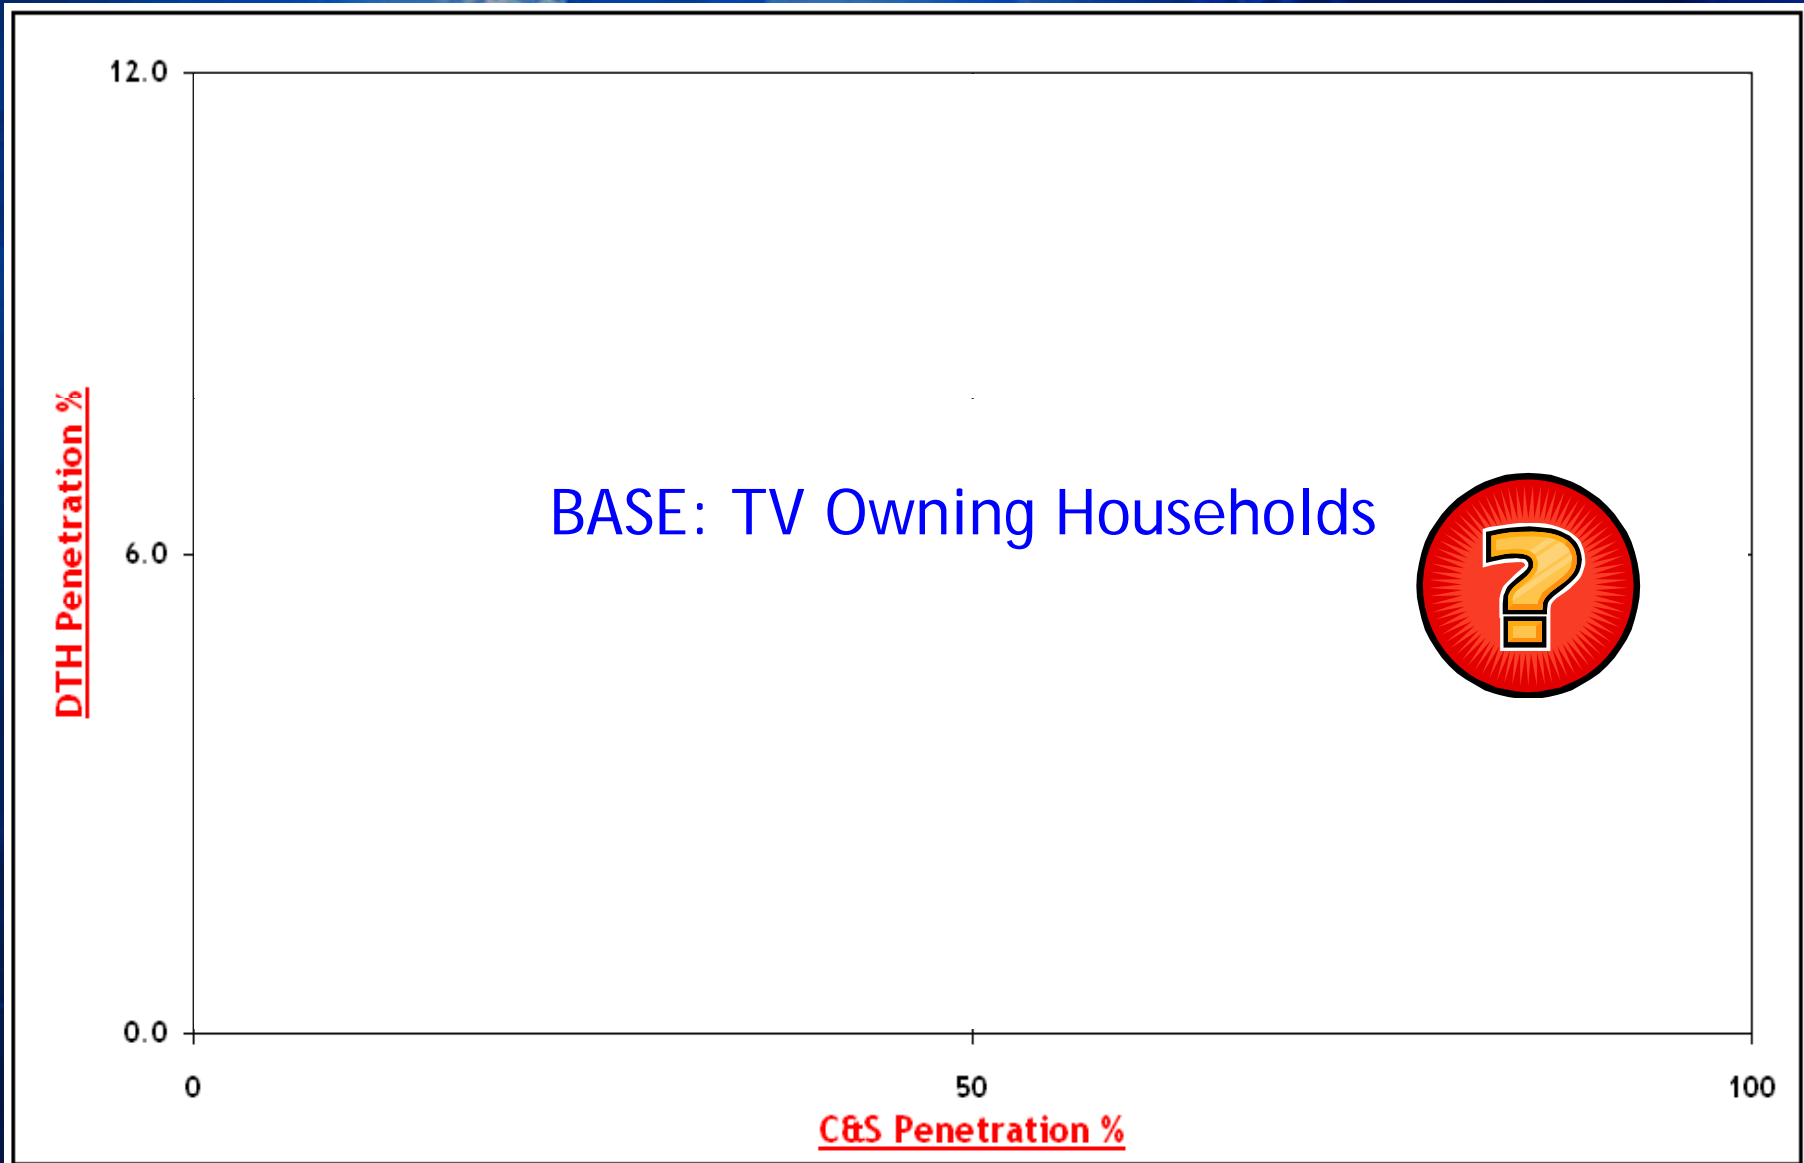 12.0
DTH Penetration %
BASE: TV Owning Households
?
6.0
0.0
0
50
100
C&S Penetration %